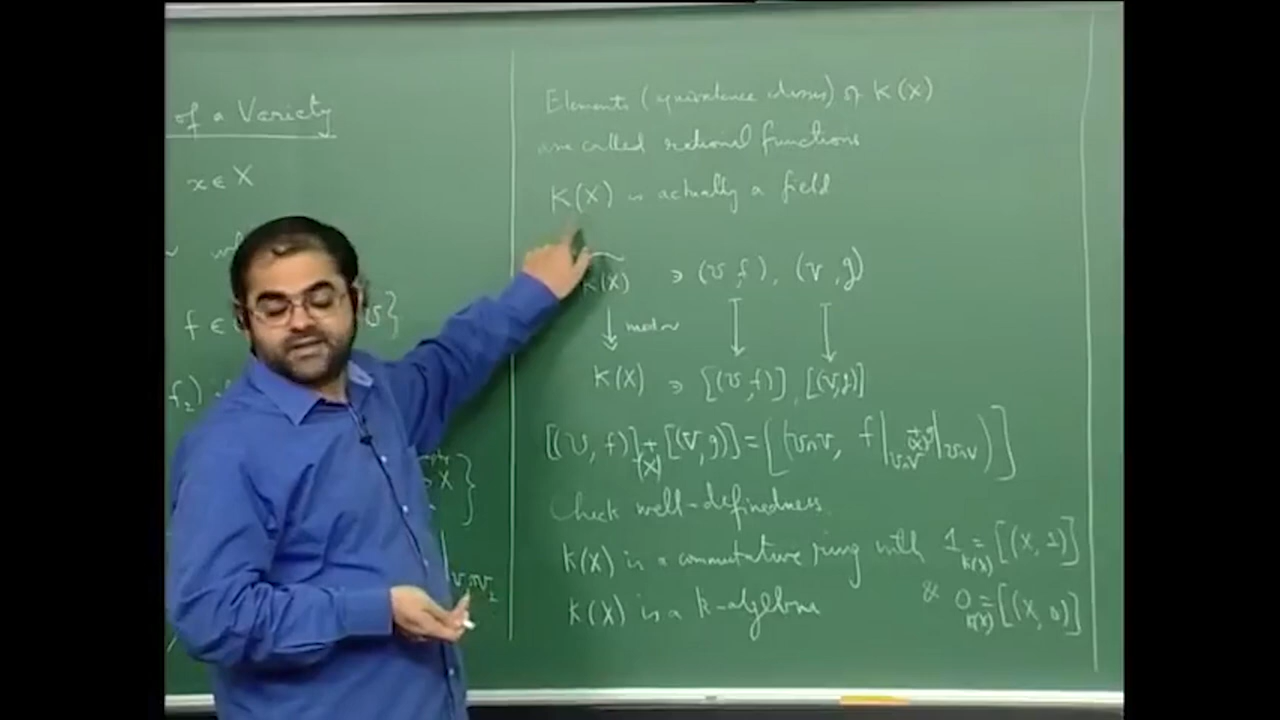 of a Variety
x ∈ X
f ∈
Elements (equivalence classes) of K(X)
are called rational functions
K(X) is actually a field
K(X) ∋ (U, f), (V, g)
↓ mod ~ ↓ ↓
K(X) ∋ [(U, f)], [(V, g)]
[(U, f)] + (×) [(V, g)] = [(U∩V, f|U∩V + (×) g|U∩V)]
Check well-definedness.
K(X) is a commutative ring with 1K(X) = [(X, 1)]
K(X) is a k-algebra & 0K(X) = [(X, 0)]